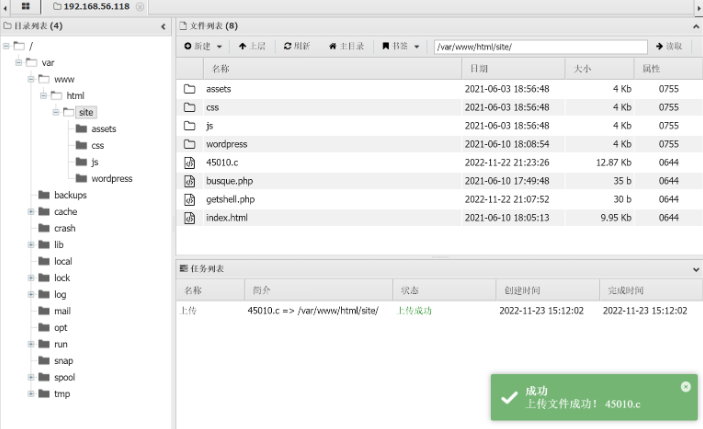 192.168.56.118
目录列表 (4)
/
var
www
html
site
assets
css
js
wordpress
backups
cache
crash
lib
local
lock
log
mail
opt
run
snap
spool
tmp
文件列表 (8)
新建 上层 刷新 主目录 书签 /var/www/html/site/ 读取
名称 日期 大小 属性
assets 2021-06-03 18:56:48 4 Kb 0755
css 2021-06-03 18:56:48 4 Kb 0755
js 2021-06-03 18:56:48 4 Kb 0755
wordpress 2021-06-10 18:08:54 4 Kb 0755
45010.c 2022-11-22 21:23:26 12.87 Kb 0644
busque.php 2021-06-10 17:49:48 35 b 0644
getshell.php 2022-11-22 21:07:52 30 b 0644
index.html 2021-06-10 18:05:13 9.95 Kb 0644
任务列表
名称 简介 状态 创建时间 完成时间
上传 45010.c => /var/www/html/site/ 上传成功 2022-11-23 15:12:02 2022-11-23 15:12:02
成功
上传文件成功! 45010.c